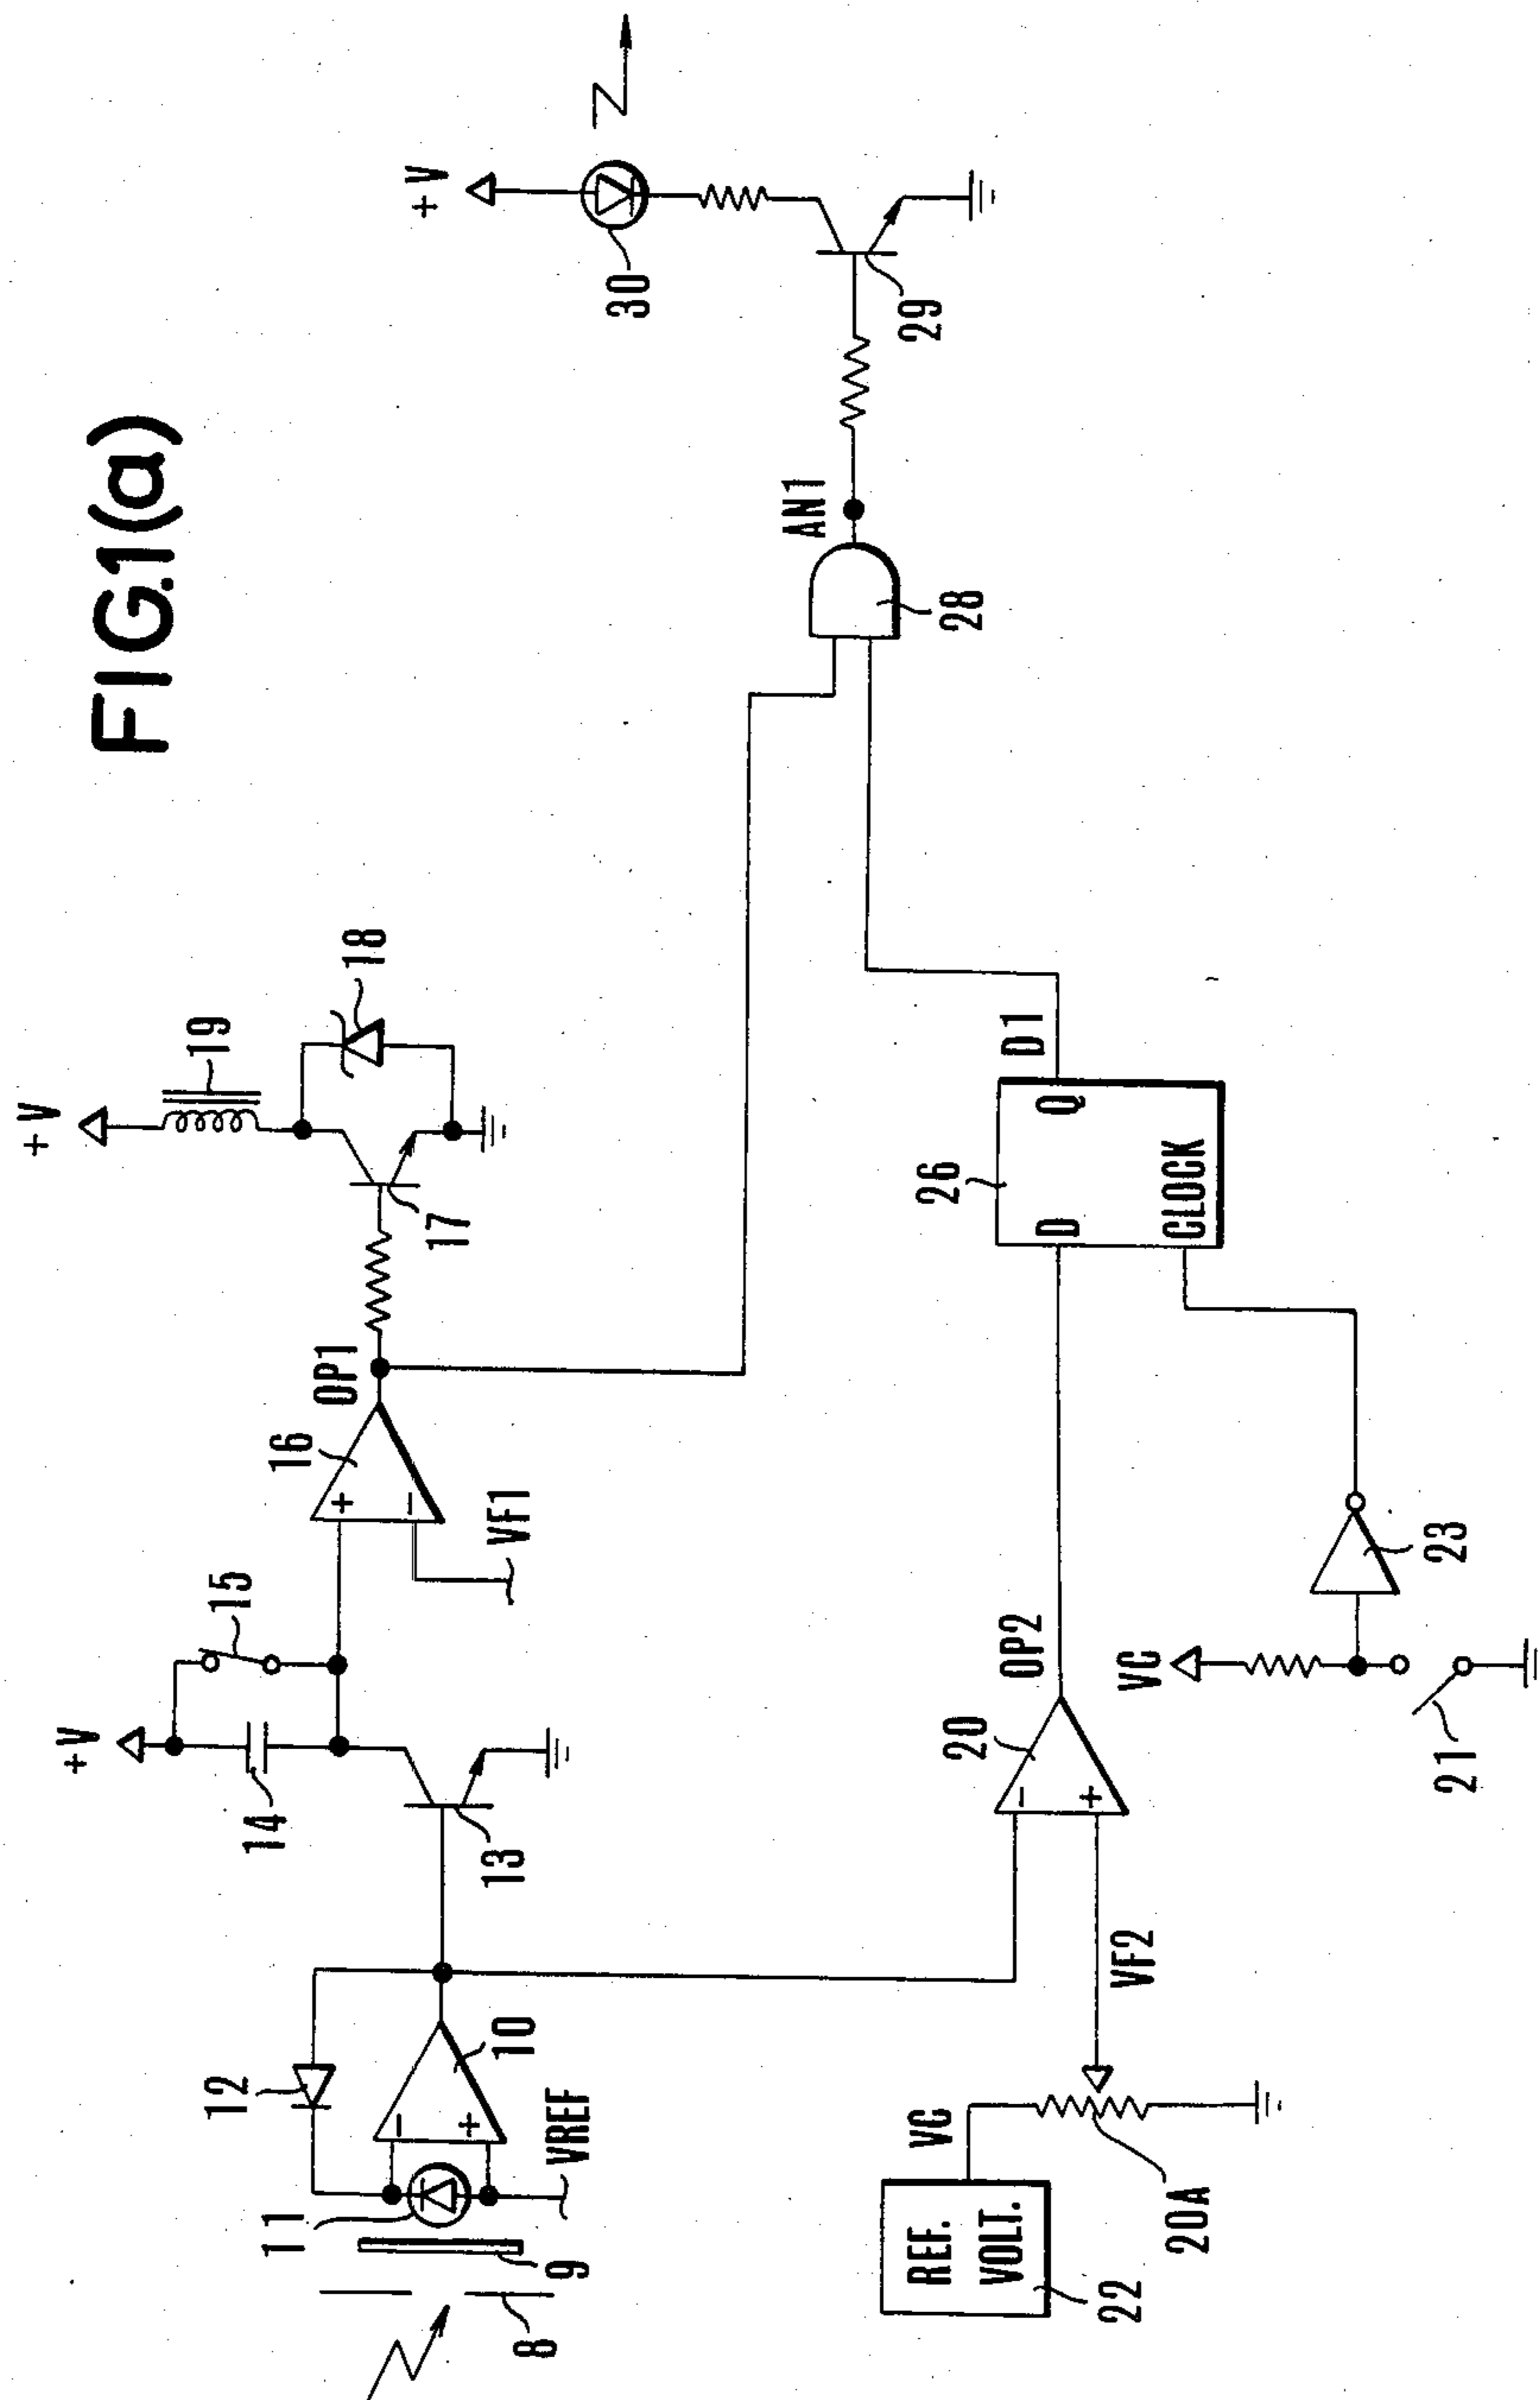 FIG.1(a)
+V
+V
+V
19
18
15
14
16
+
-
OP1
17
VF1
12
13
11
-
+
10
VREF
9
8
AN1
28
30
29
26
D1
D
Q
CLOCK
OP2
20
-
+
VF2
VC
REF.
VOLT.
22
20A
VC
21
23